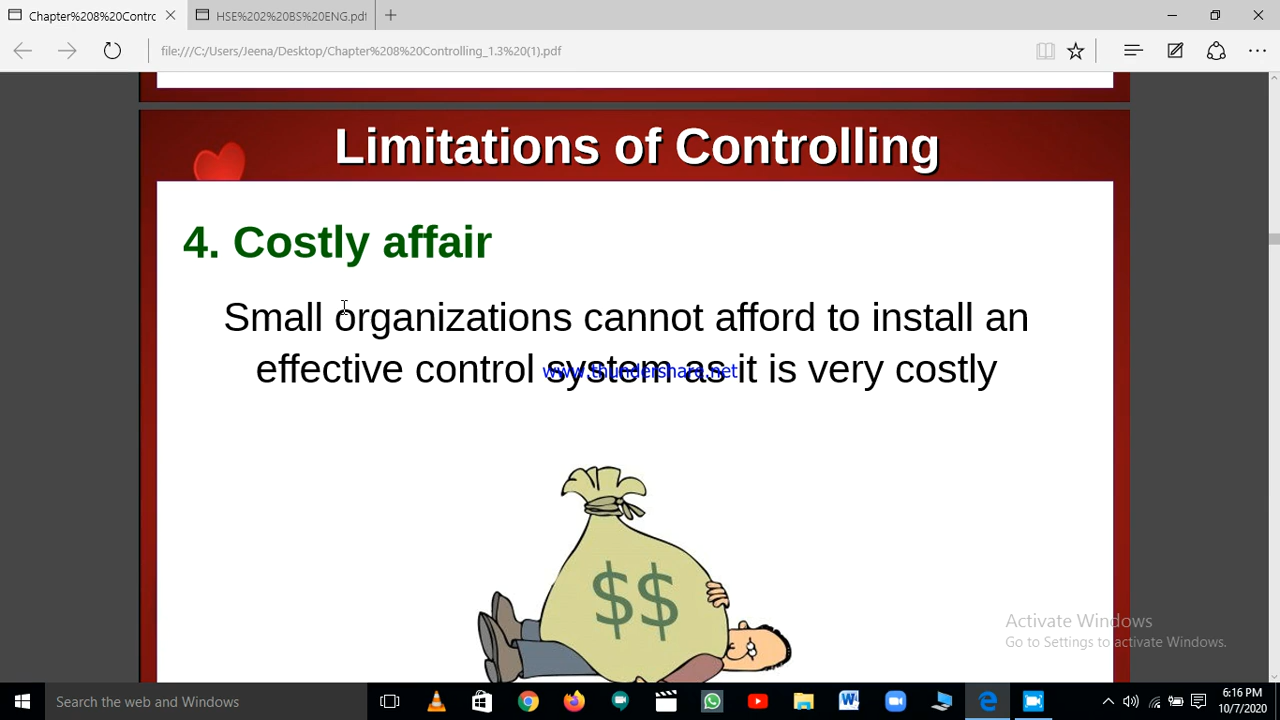 Chapter%208%20Contro
HSE%202%20BS%20ENG.pdf
file:///C:/Users/Jeena/Desktop/Chapter%208%20Controlling_1.3%20(1).pdf
Limitations of Controlling
4. Costly affair
Small organizations cannot afford to install an
effective control system as it is very costly
www.thundershare.net
$$
Activate Windows
Go to Settings to activate Windows.
Search the web and Windows
6:16 PM
10/7/2020